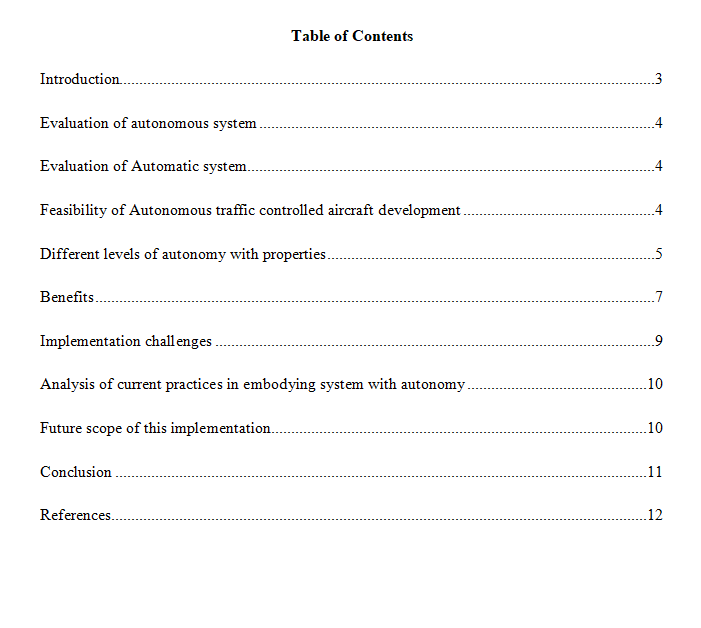 Table of Contents
Introduction.......................................................................................................3
Evaluation of autonomous system.......................................................................................................4
Evaluation of Automatic system.......................................................................................................4
Feasibility of Autonomous traffic controlled aircraft development.......................................................4
Different levels of autonomy with properties.......................................................................................5
Benefits.......................................................................................................7
Implementation challenges.......................................................................................................9
Analysis of current practices in embodying system with autonomy.......................................................10
Future scope of this implementation.......................................................................................................10
Conclusion.......................................................................................................11
References.......................................................................................................12